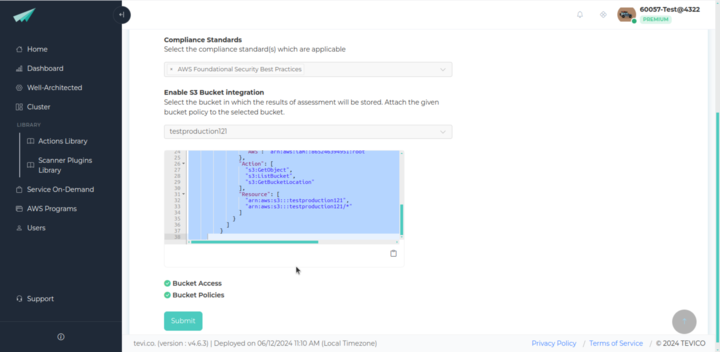 60057-Test@4322
PREMIUM
Home
Dashboard
Well-Architected
Cluster
LIBRARY
Actions Library
Scanner Plugins
Library
Service On-Demand
AWS Programs
Users
Support
Compliance Standards
Select the compliance standard(s) which are applicable
AWS Foundational Security Best Practices
Enable S3 Bucket integration
Select the bucket in which the results of assessment will be stored. Attach the given
bucket policy to the selected bucket.
testproduction121
25 },
26 "Action": [
27 "s3:GetObject",
28 "s3:ListBucket",
29 "s3:GetBucketLocation"
30 ],
31 "Resource": [
32 "arn:aws:s3:::testproduction121",
33 "arn:aws:s3:::testproduction121/*"
34 ]
35 }
36 ]
37 }
38
Bucket Access
Bucket Policies
Submit
tevi.co. (version : v4.6.3) | Deployed on 06/12/2024 11:10 AM (Local Timezone)
Privacy Policy / Terms of Service / © 2024 TEVICO